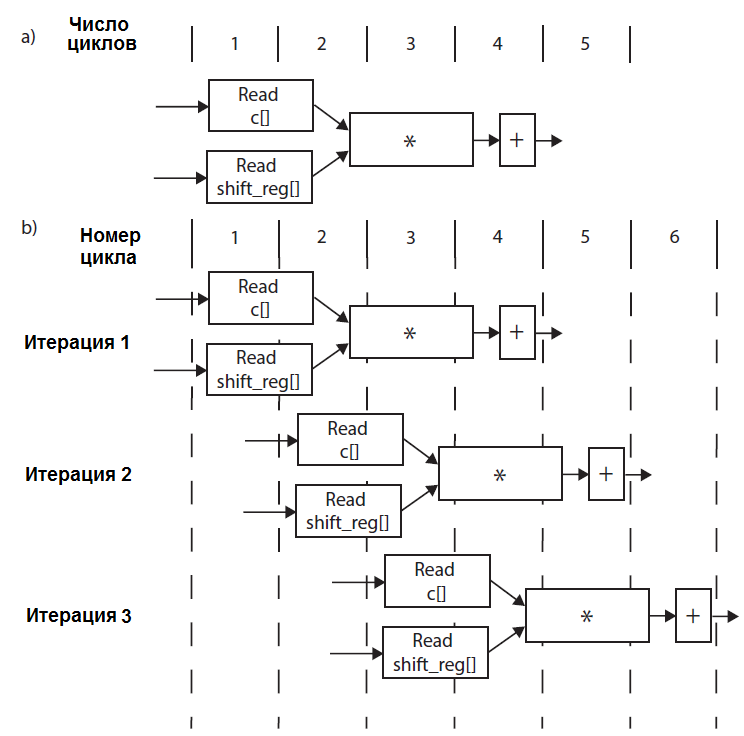 a)
Число
циклов
1 2 3 4 5
Read
c[]
*
+
Read
shift_reg[]
b)
Номер
цикла
1 2 3 4 5 6
Итерация 1
Read
c[]
*
+
Read
shift_reg[]
Итерация 2
Read
c[]
*
+
Read
shift_reg[]
Итерация 3
Read
c[]
*
+
Read
shift_reg[]